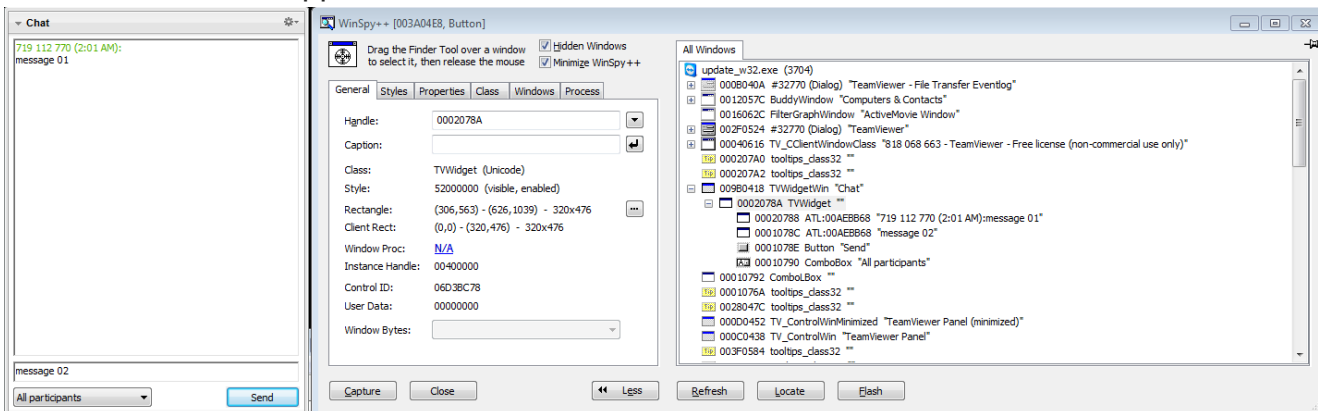 Chat
719 112 770 (2:01 AM):
message 01
message 02
All participants
Send
WinSpy++ [003A04E8, Button]
Drag the Finder Tool over a window
to select it, then release the mouse
Hidden Windows
Minimize WinSpy++
General Styles Properties Class Windows Process
Handle: 0002078A
Caption:
Class: TVWidget (Unicode)
Style: 52000000 (visible, enabled)
Rectangle: (306,563) - (626,1039) - 320x476
Client Rect: (0,0) - (320,476) - 320x476
Window Proc: N/A
Instance Handle: 00400000
Control ID: 06D3BC78
User Data: 00000000
Window Bytes:
Capture Close Less
All Windows
update_w32.exe (3704)
000B040A #32770 (Dialog) "TeamViewer - File Transfer Eventlog"
0012057C BuddyWindow "Computers & Contacts"
0016062C FilterGraphWindow "ActiveMovie Window"
002F0524 #32770 (Dialog) "TeamViewer"
00040616 TV_CClientWindowClass "818 068 663 - TeamViewer - Free license (non-commercial use only)"
Tip 000207A0 tooltips_class32 ""
Tip 000207A2 tooltips_class32 ""
009B0418 TVWidgetWin "Chat"
0002078A TVWidget ""
00020788 ATL:00AEBB68 "719 112 770 (2:01 AM):message 01"
0001078C ATL:00AEBB68 "message 02"
0001078E Button "Send"
00010790 ComboBox "All participants"
00010792 ComboLBox ""
Tip 0001076A tooltips_class32 ""
Tip 0028047C tooltips_class32 ""
000D0452 TV_ControlWinMinimized "TeamViewer Panel (minimized)"
000C0438 TV_ControlWin "TeamViewer Panel"
Tip 003F0584 tooltips_class32 ""
Refresh Locate Flash